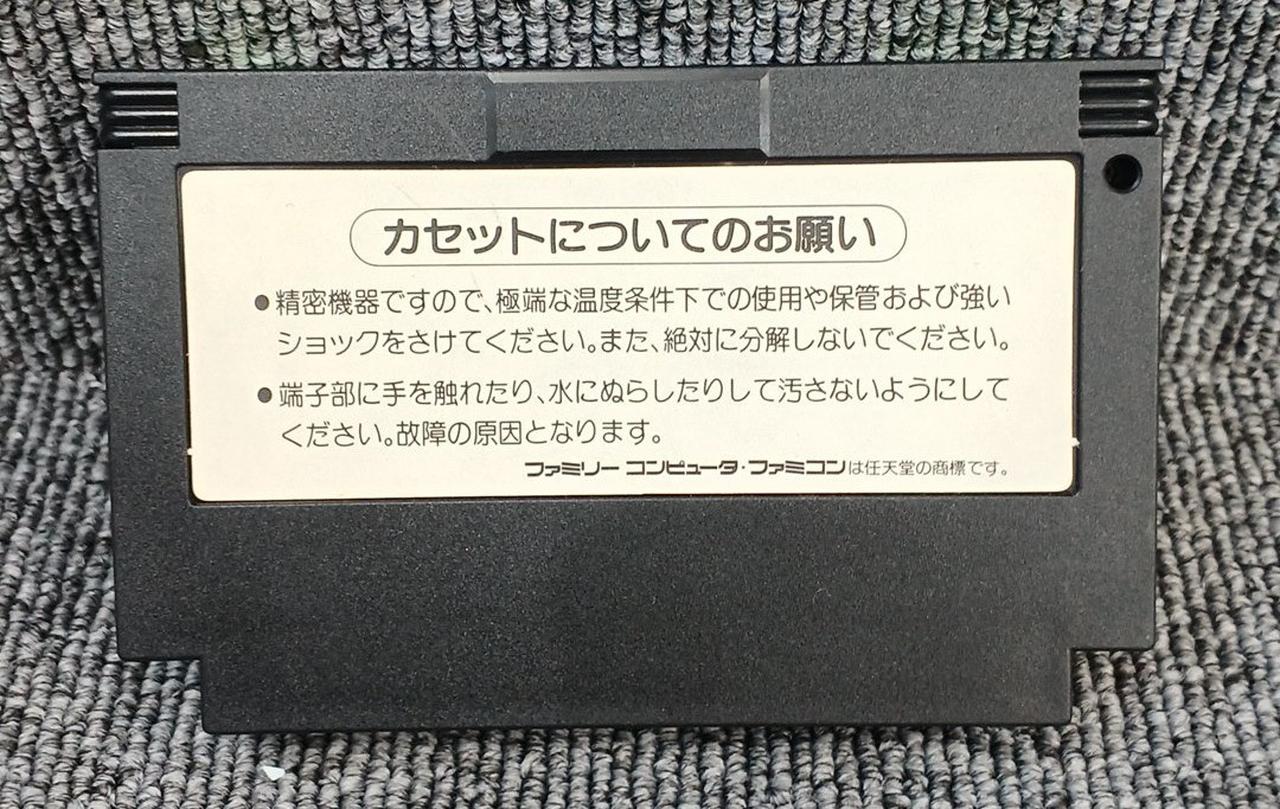 カセットについてのお願い
●精密機器ですので、極端な温度条件下での使用や保管および強い
ショックをさけてください。また、絶対に分解しないでください。
●端子部に手を触れたり、水にぬらしたりして汚さないようにして
ください。故障の原因となります。
ファミリー コンピュータ・ファミコンは任天堂の商標です。